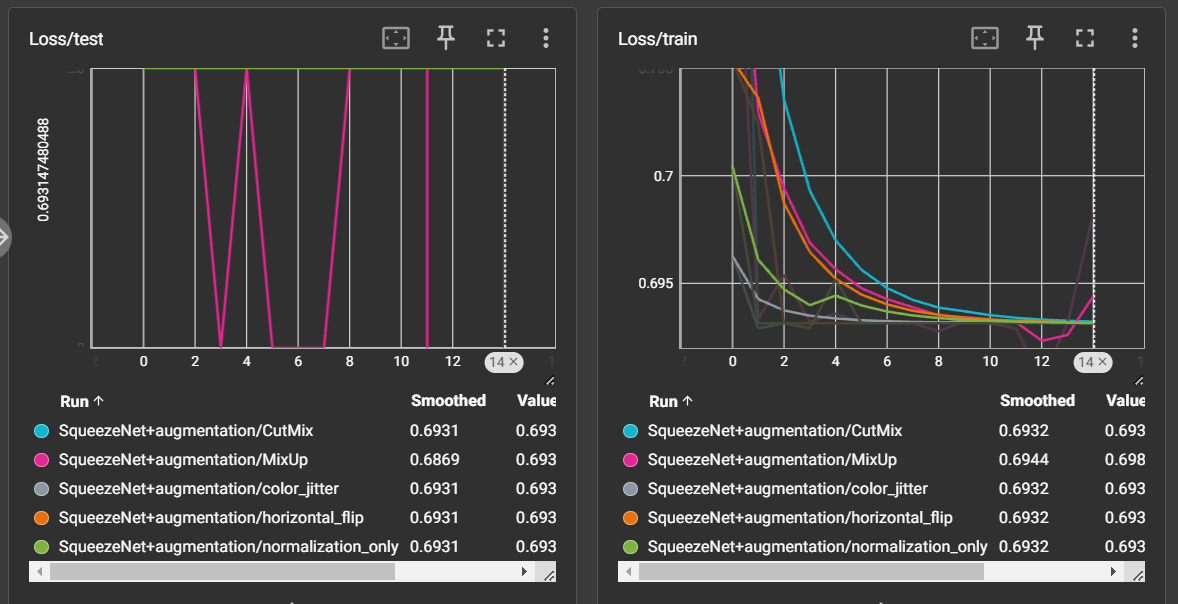 Loss/test
0.693147480488
0 2 4 6 8 10 12 14 ×
Run ↑ Smoothed Value
SqueezeNet+augmentation/CutMix 0.6931 0.693
SqueezeNet+augmentation/MixUp 0.6869 0.693
SqueezeNet+augmentation/color_jitter 0.6931 0.693
SqueezeNet+augmentation/horizontal_flip 0.6931 0.693
SqueezeNet+augmentation/normalization_only 0.6931 0.693
Loss/train
0.7
0.695
0 2 4 6 8 10 12 14 ×
Run ↑ Smoothed Value
SqueezeNet+augmentation/CutMix 0.6932 0.693
SqueezeNet+augmentation/MixUp 0.6944 0.698
SqueezeNet+augmentation/color_jitter 0.6932 0.693
SqueezeNet+augmentation/horizontal_flip 0.6932 0.693
SqueezeNet+augmentation/normalization_only 0.6932 0.693